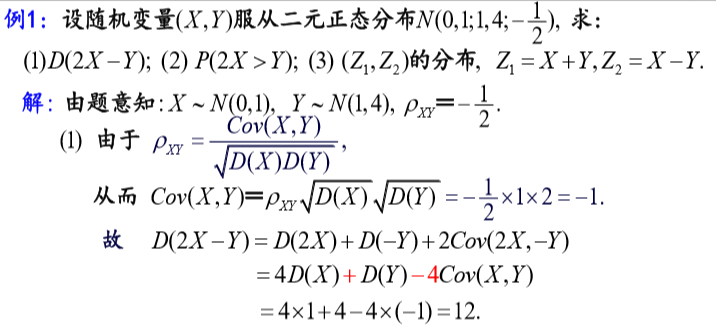 例1：设随机变量(X,Y)服从二元正态分布N(0,1;1,4;-1/2), 求：
(1)D(2X-Y); (2) P(2X>Y); (3) (Z₁,Z₂)的分布, Z₁=X+Y,Z₂=X-Y.
解：由题意知:X~N(0,1), Y~N(1,4), ρ_XY=-1/2.
(1) 由于 ρ_XY=Cov(X,Y)/√(D(X)D(Y)),
从而 Cov(X,Y)=ρ_XY√D(X)√D(Y)=-1/2×1×2=-1.
故 D(2X-Y)=D(2X)+D(-Y)+2Cov(2X,-Y)
=4D(X)+D(Y)-4Cov(X,Y)
=4×1+4-4×(-1)=12.